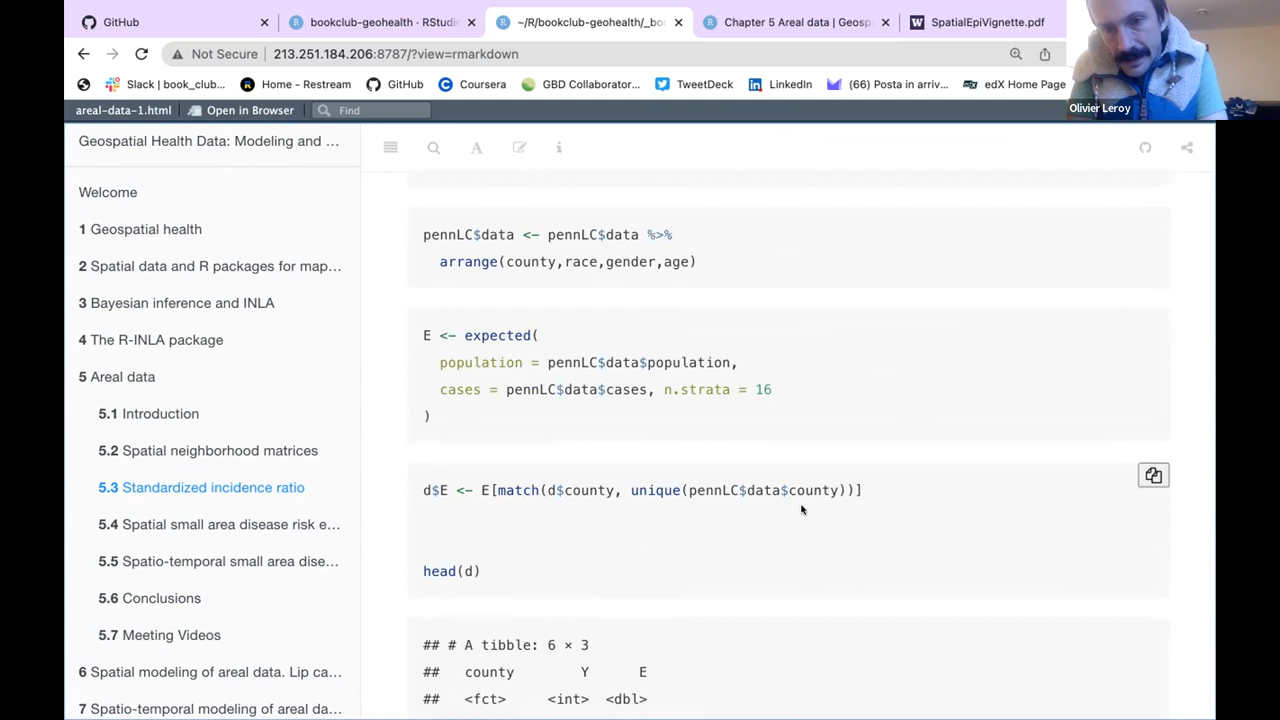 GitHub
bookclub-geohealth · RStudi
~/R/bookclub-geohealth/_bo
Chapter 5 Areal data | Geosp
SpatialEpiVignette.pdf
Not Secure | 213.251.184.206:8787/?view=rmarkdown
Slack | book_club...
Home - Restream
GitHub
Coursera
GBD Collaborator...
TweetDeck
LinkedIn
(66) Posta in arriv...
edX Home Page
Olivier Leroy
areal-data-1.html
Open in Browser
Find
Geospatial Health Data: Modeling and ...
Welcome
1 Geospatial health
2 Spatial data and R packages for map...
3 Bayesian inference and INLA
4 The R-INLA package
5 Areal data
5.1 Introduction
5.2 Spatial neighborhood matrices
5.3 Standardized incidence ratio
5.4 Spatial small area disease risk e...
5.5 Spatio-temporal small area dise...
5.6 Conclusions
5.7 Meeting Videos
6 Spatial modeling of areal data. Lip ca...
7 Spatio-temporal modeling of areal da...
pennLC$data <- pennLC$data %>%
arrange(county,race,gender,age)
E <- expected(
population = pennLC$data$population,
cases = pennLC$data$cases, n.strata = 16
)
d$E <- E[match(d$county, unique(pennLC$data$county))]
head(d)
## # A tibble: 6 × 3
## county Y E
## <fct> <int> <dbl>